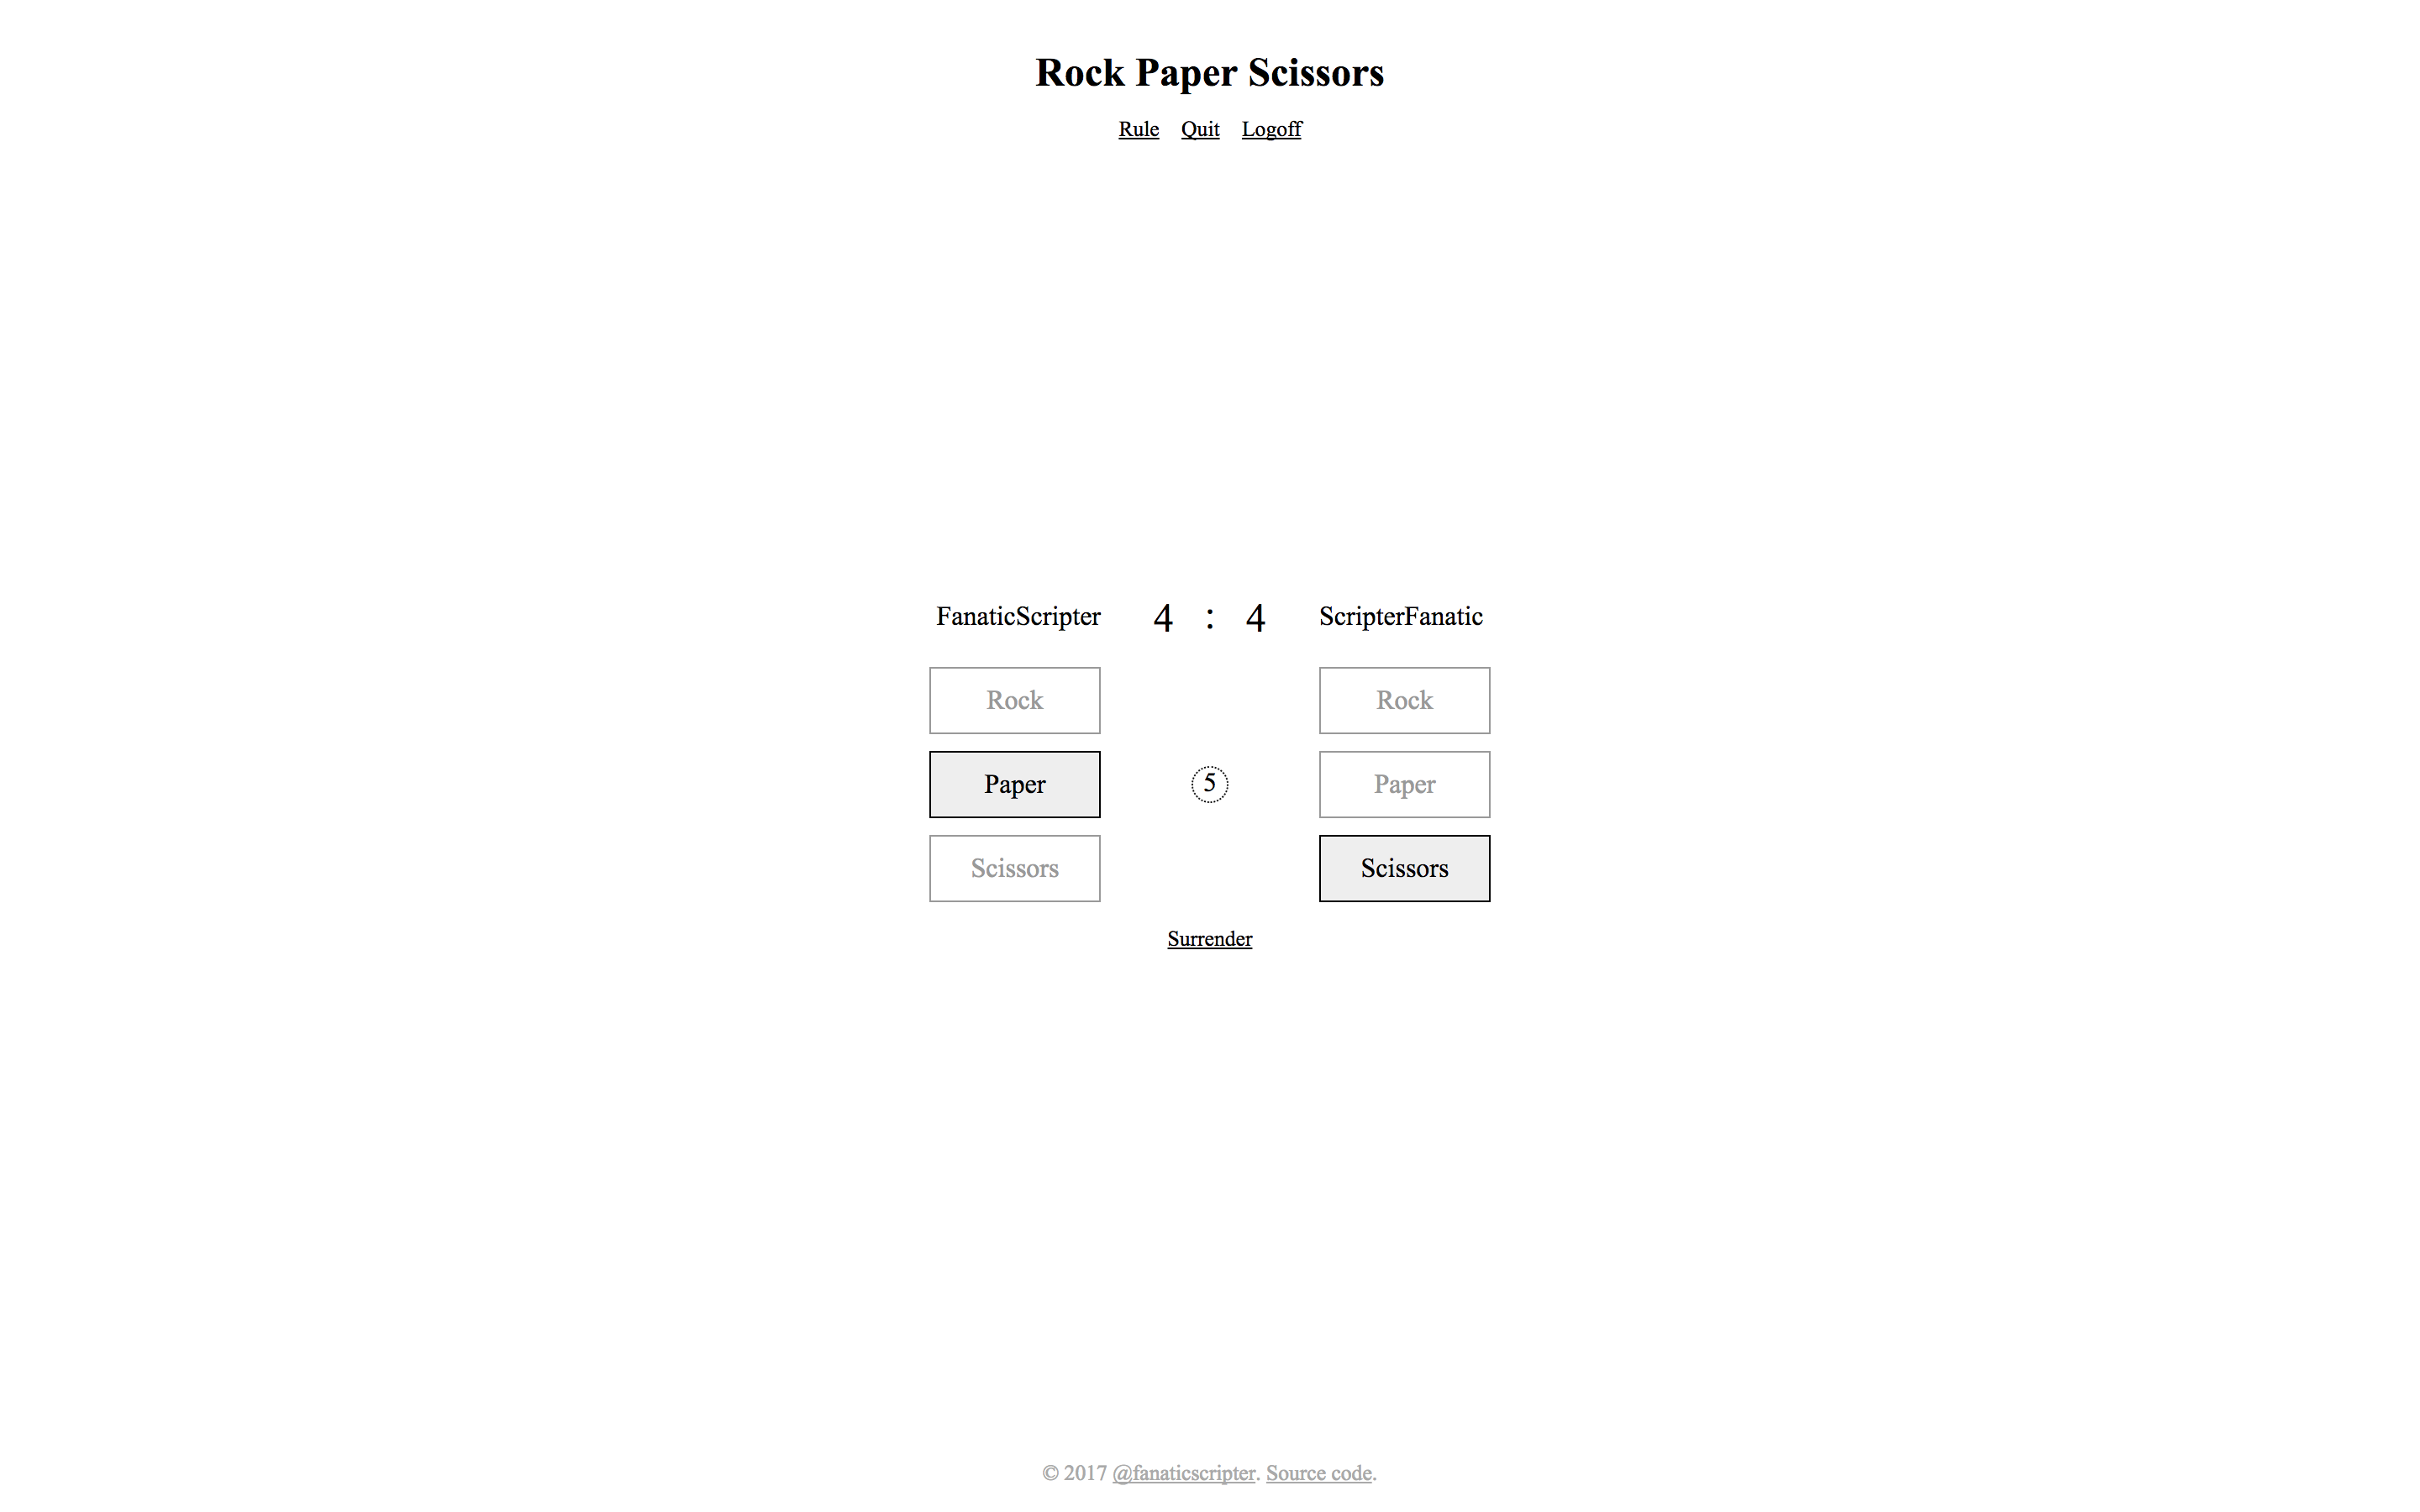 Rock Paper Scissors
Rule Quit Logoff
FanaticScripter 4 : 4 ScripterFanatic
Rock Rock
Paper 5 Paper
Scissors Scissors
Surrender
© 2017 @fanaticscripter. Source code.